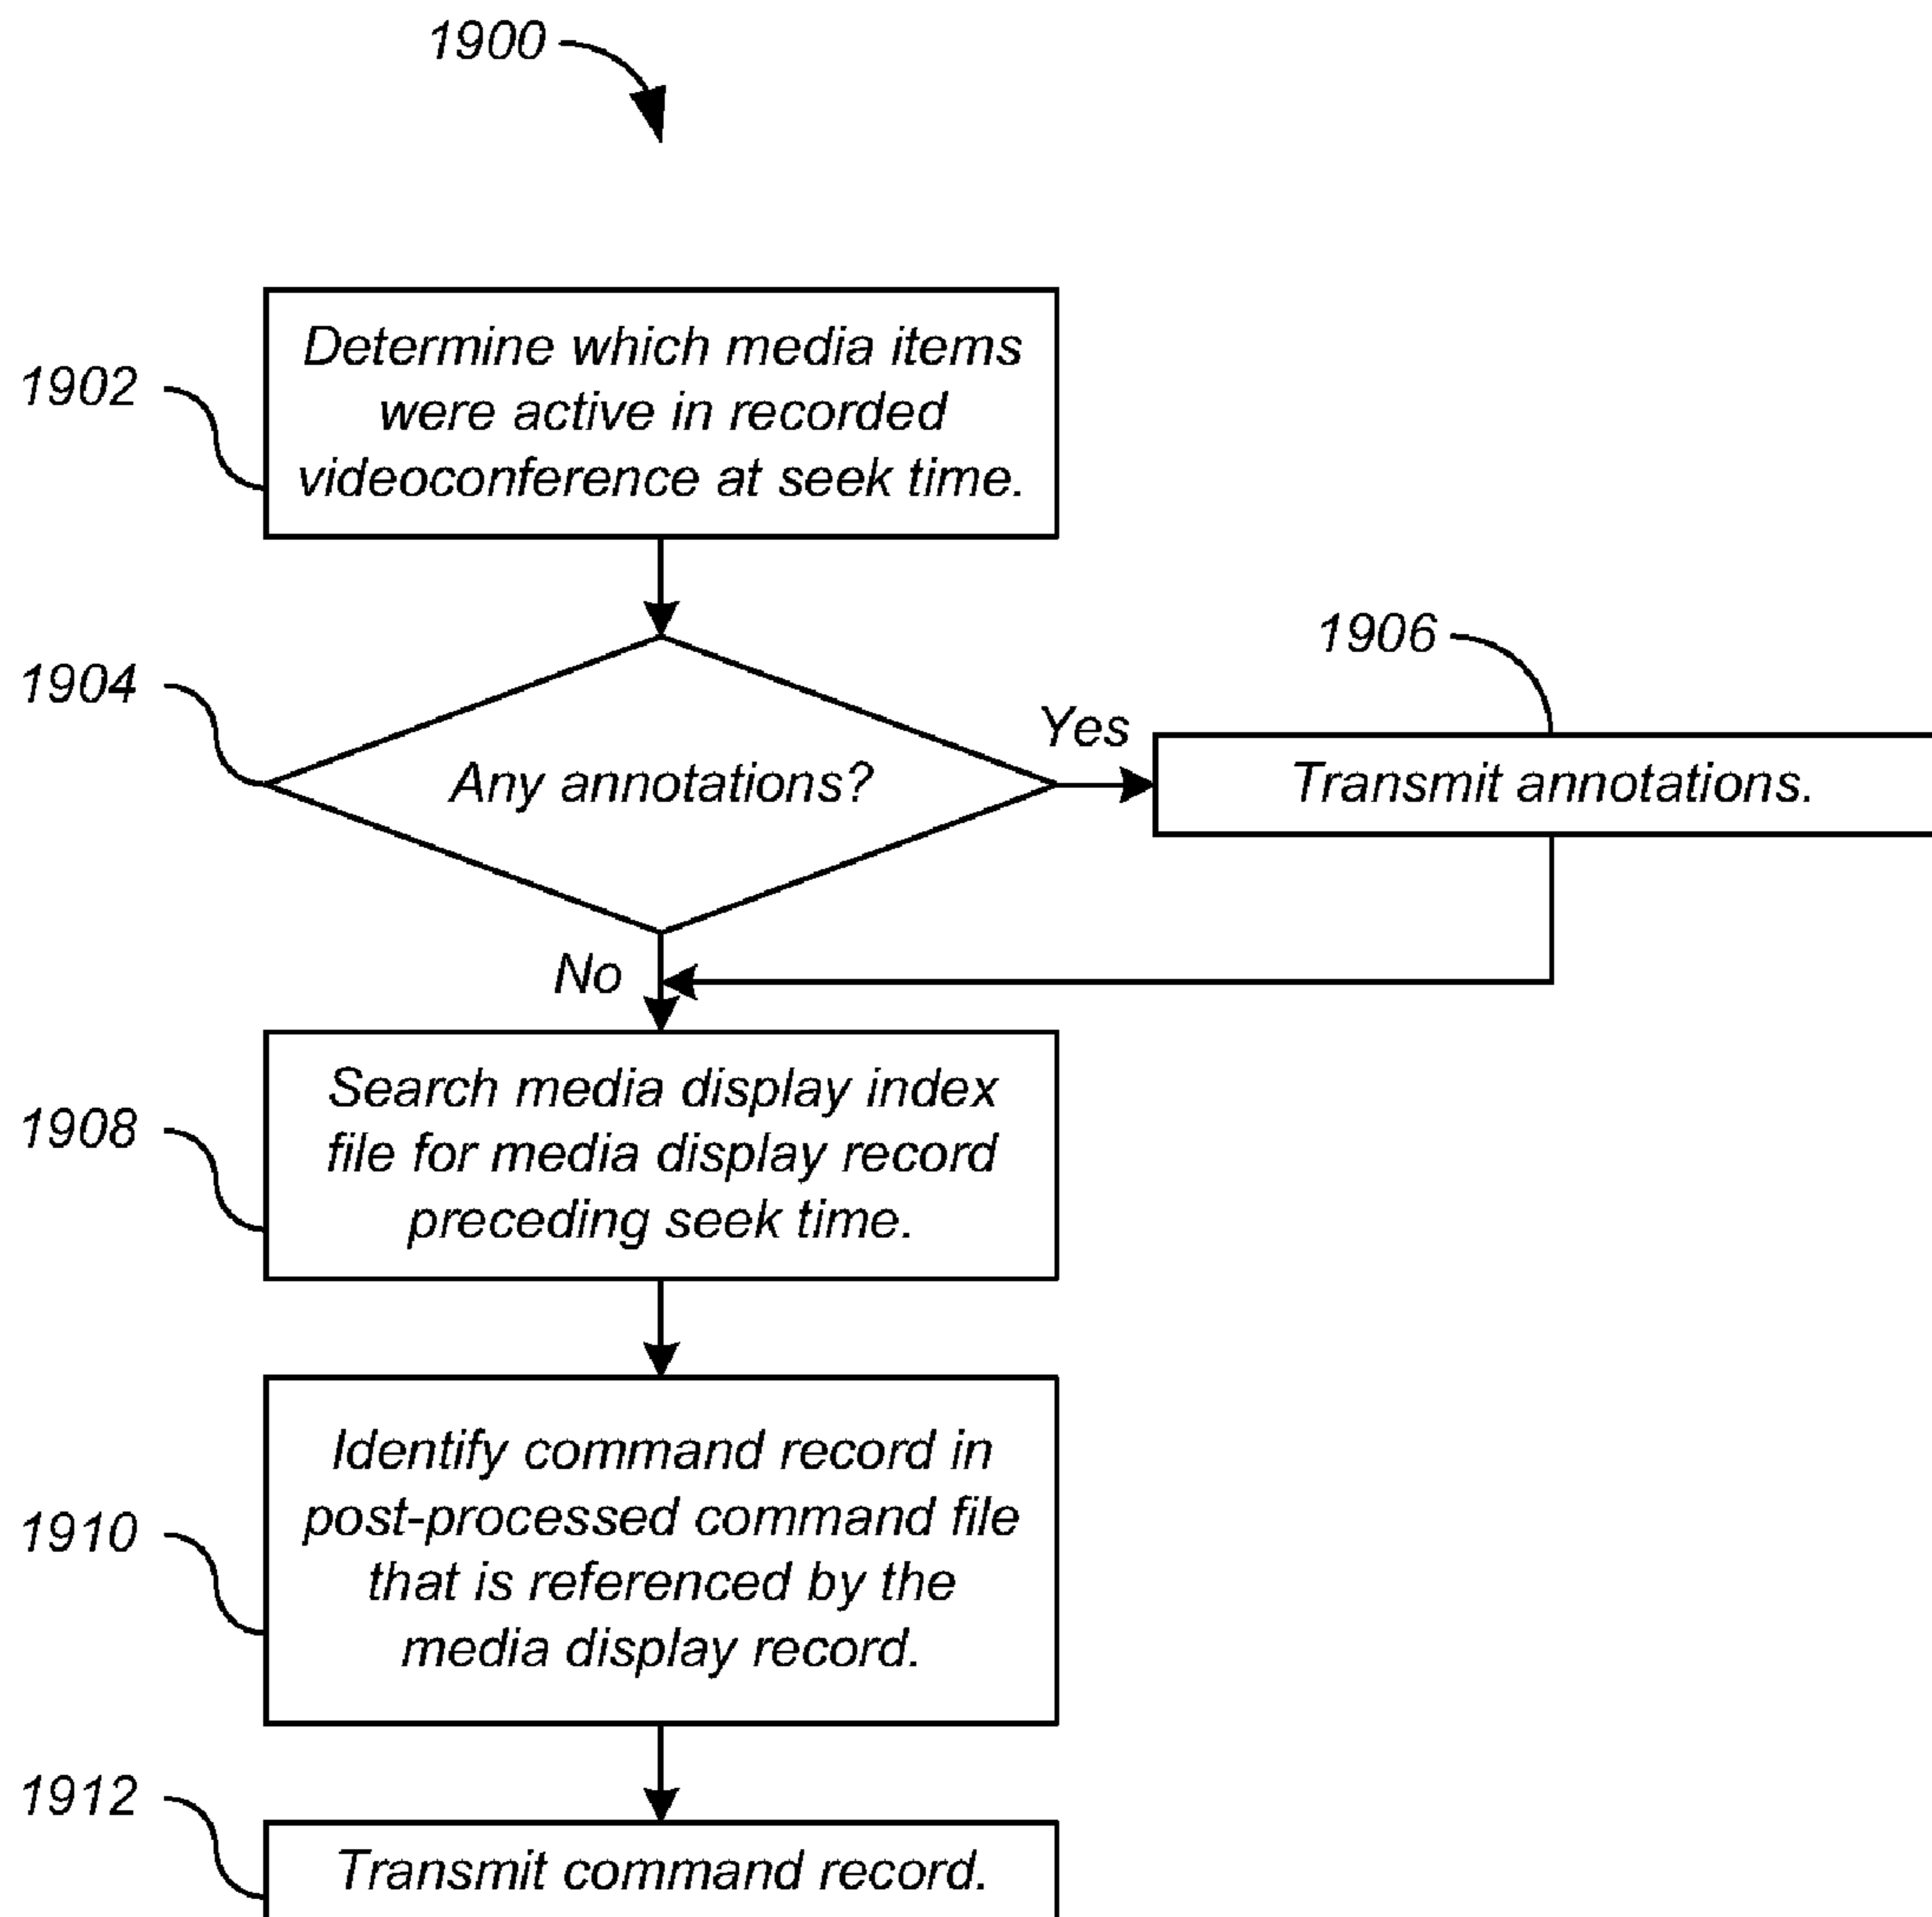 1900
1902
Determine which media items
were active in recorded
videoconference at seek time.
1904
Any annotations?
Yes
1906
Transmit annotations.
No
1908
Search media display index
file for media display record
preceding seek time.
1910
Identify command record in
post-processed command file
that is referenced by the
media display record.
1912
Transmit command record.